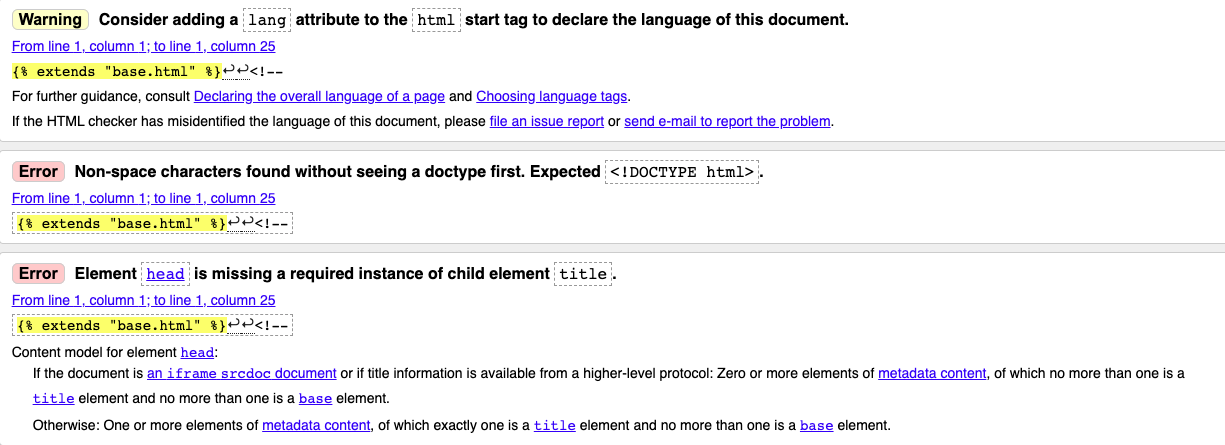 Warning Consider adding a lang attribute to the html start tag to declare the language of this document.
From line 1, column 1; to line 1, column 25
{% extends "base.html" %}↩↩<!--
For further guidance, consult Declaring the overall language of a page and Choosing language tags.
If the HTML checker has misidentified the language of this document, please file an issue report or send e-mail to report the problem.
Error Non-space characters found without seeing a doctype first. Expected <!DOCTYPE html>.
From line 1, column 1; to line 1, column 25
{% extends "base.html" %}↩↩<!--
Error Element head is missing a required instance of child element title.
From line 1, column 1; to line 1, column 25
{% extends "base.html" %}↩↩<!--
Content model for element head:
If the document is an iframe srcdoc document or if title information is available from a higher-level protocol: Zero or more elements of metadata content, of which no more than one is a
title element and no more than one is a base element.
Otherwise: One or more elements of metadata content, of which exactly one is a title element and no more than one is a base element.